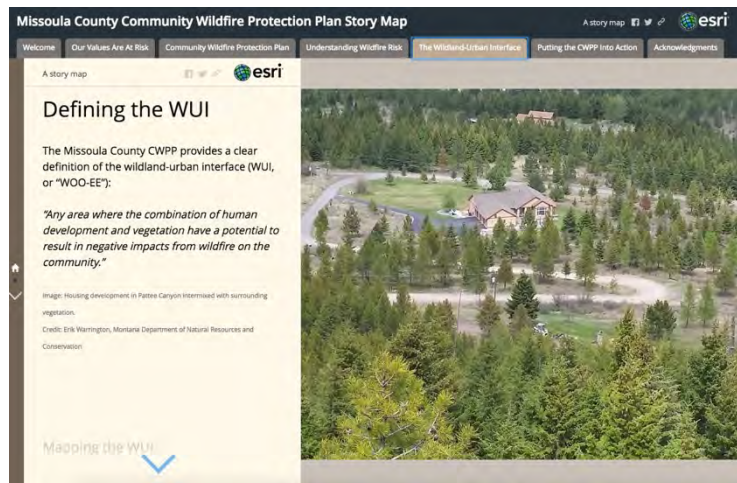 Missoula County Community Wildfire Protection Plan Story Map
A story map
esri
Welcome
Our Values Are At Risk
Community Wildfire Protection Plan
Understanding Wildfire Risk
The Wildland-Urban Interface
Putting the CWPP Into Action
Acknowledgments
A story map
esri
Defining the WUI
The Missoula County CWPP provides a clear
definition of the wildland-urban interface (WUI,
or “WOO-EE”):
“Any area where the combination of human
development and vegetation have a potential to
result in negative impacts from wildfire on the
community.”
Image: Housing development in Pattee Canyon intermixed with surrounding
vegetation.
Credit: Erik Warrington, Montana Department of Natural Resources and
Conservation
Mapping the WUI